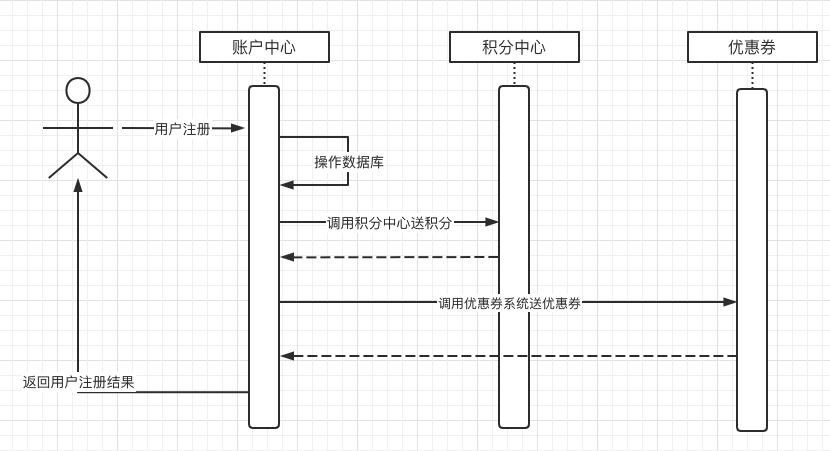 账户中心
积分中心
优惠券
用户注册
操作数据库
调用积分中心送积分
调用优惠券系统送优惠券
返回用户注册结果